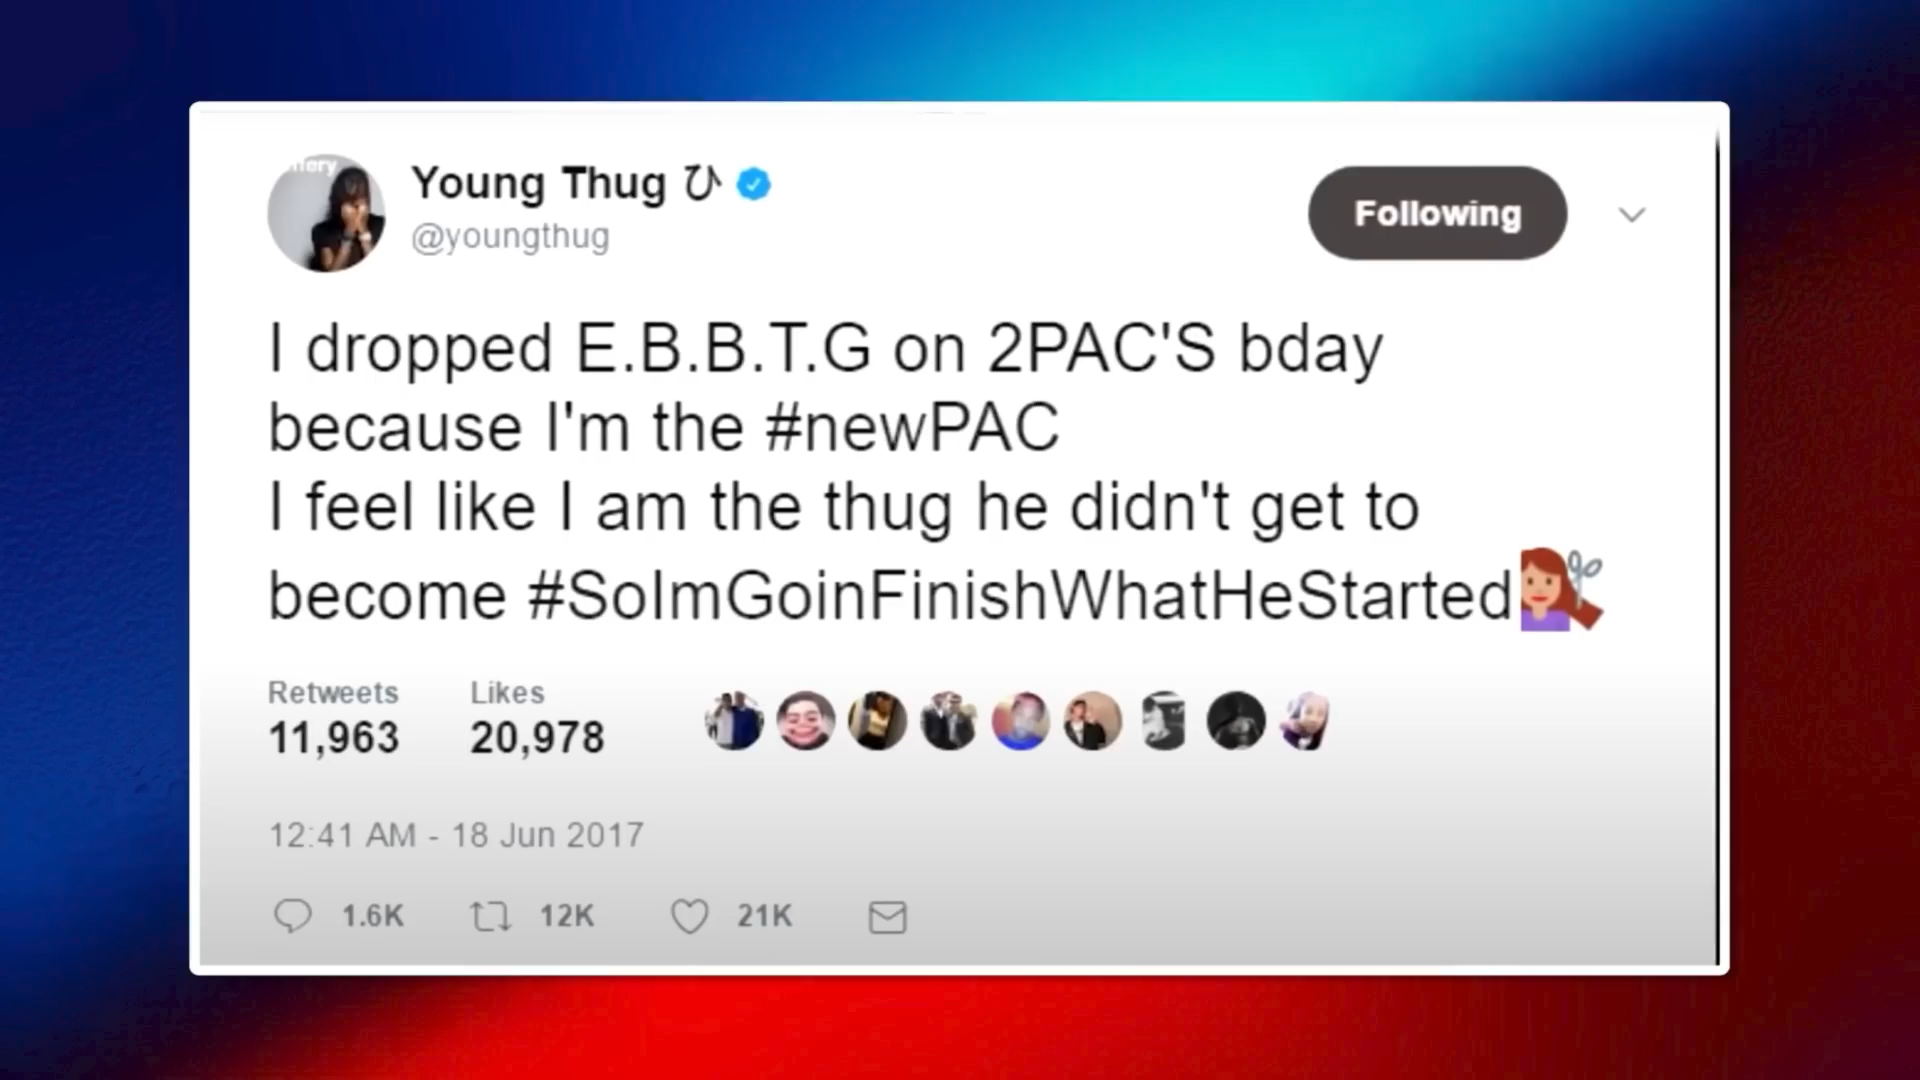 Young Thug ひ
@youngthug
Following
I dropped E.B.B.T.G on 2PAC'S bday
because I'm the #newPAC
I feel like I am the thug he didn't get to
become #SoImGoinFinishWhatHeStarted
Retweets Likes
11,963 20,978
12:41 AM - 18 Jun 2017
1.6K 12K 21K